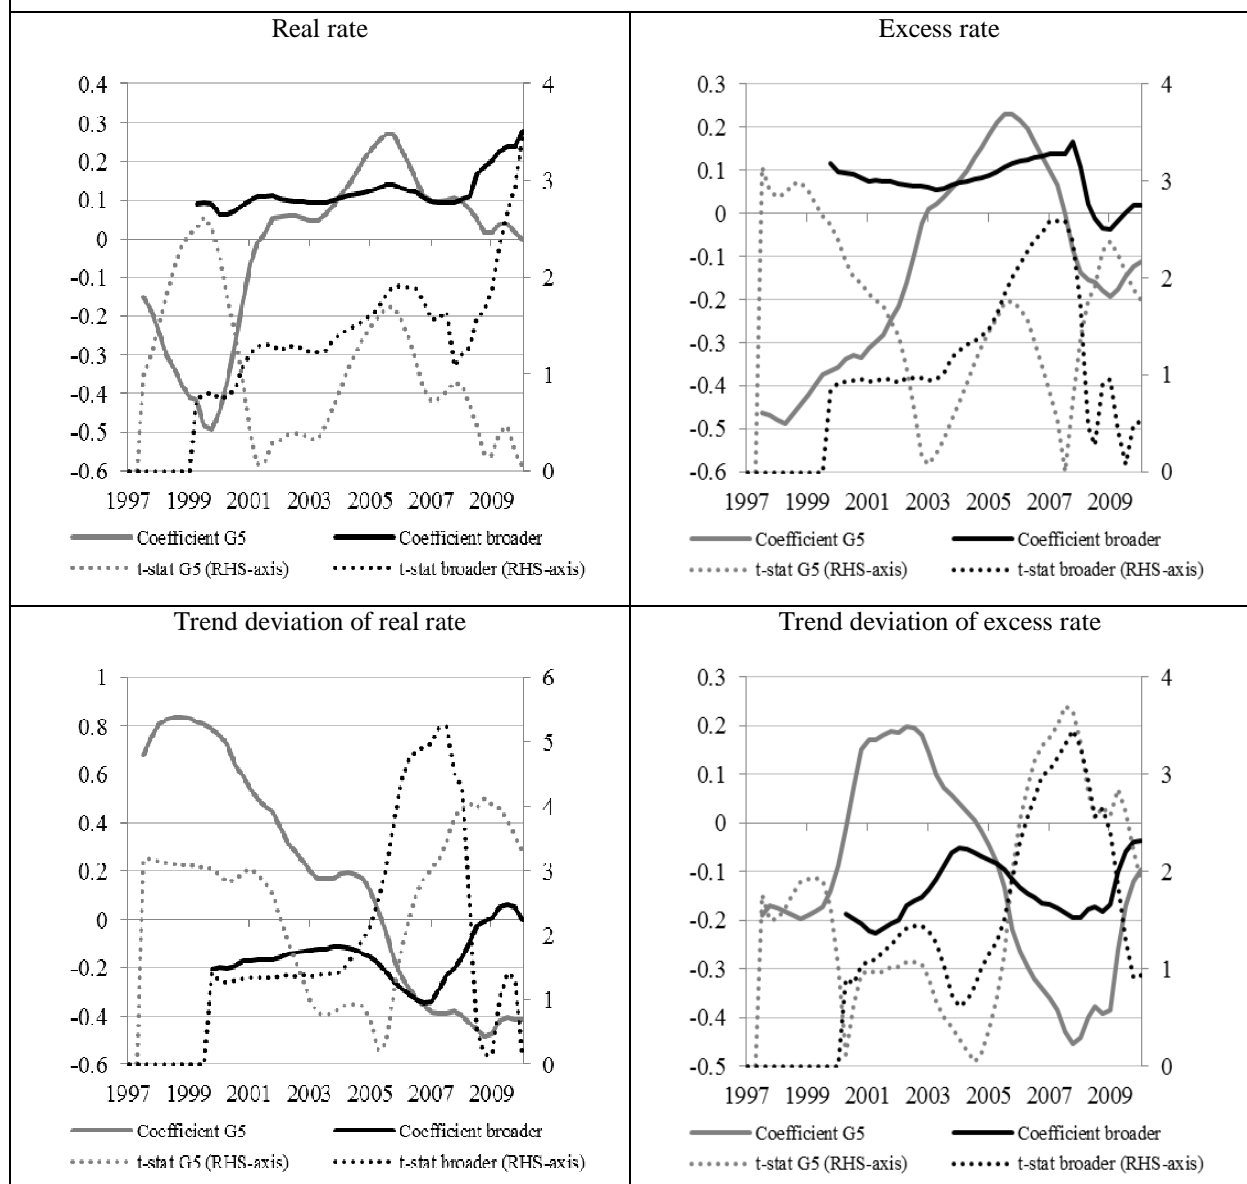 Real rate
0.4
0.3
0.2
0.1
0
-0.1
-0.2
-0.3
-0.4
-0.5
-0.6
4
3
2
1
0
1997 1999 2001 2003 2005 2007 2009
Coefficient G5
Coefficient broader
t-stat G5 (RHS-axis)
t-stat broader (RHS-axis)
Excess rate
0.3
0.2
0.1
0
-0.1
-0.2
-0.3
-0.4
-0.5
-0.6
4
3
2
1
0
1997 1999 2001 2003 2005 2007 2009
Coefficient G5
Coefficient broader
t-stat G5 (RHS-axis)
t-stat broader (RHS-axis)
Trend deviation of real rate
1
0.8
0.6
0.4
0.2
0
-0.2
-0.4
-0.6
6
5
4
3
2
1
0
1997 1999 2001 2003 2005 2007 2009
Coefficient G5
Coefficient broader
t-stat G5 (RHS-axis)
t-stat broader (RHS-axis)
Trend deviation of excess rate
0.3
0.2
0.1
0
-0.1
-0.2
-0.3
-0.4
-0.5
4
3
2
1
0
1997 1999 2001 2003 2005 2007 2009
Coefficient G5
Coefficient broader
t-stat G5 (RHS-axis)
t-stat broader (RHS-axis)